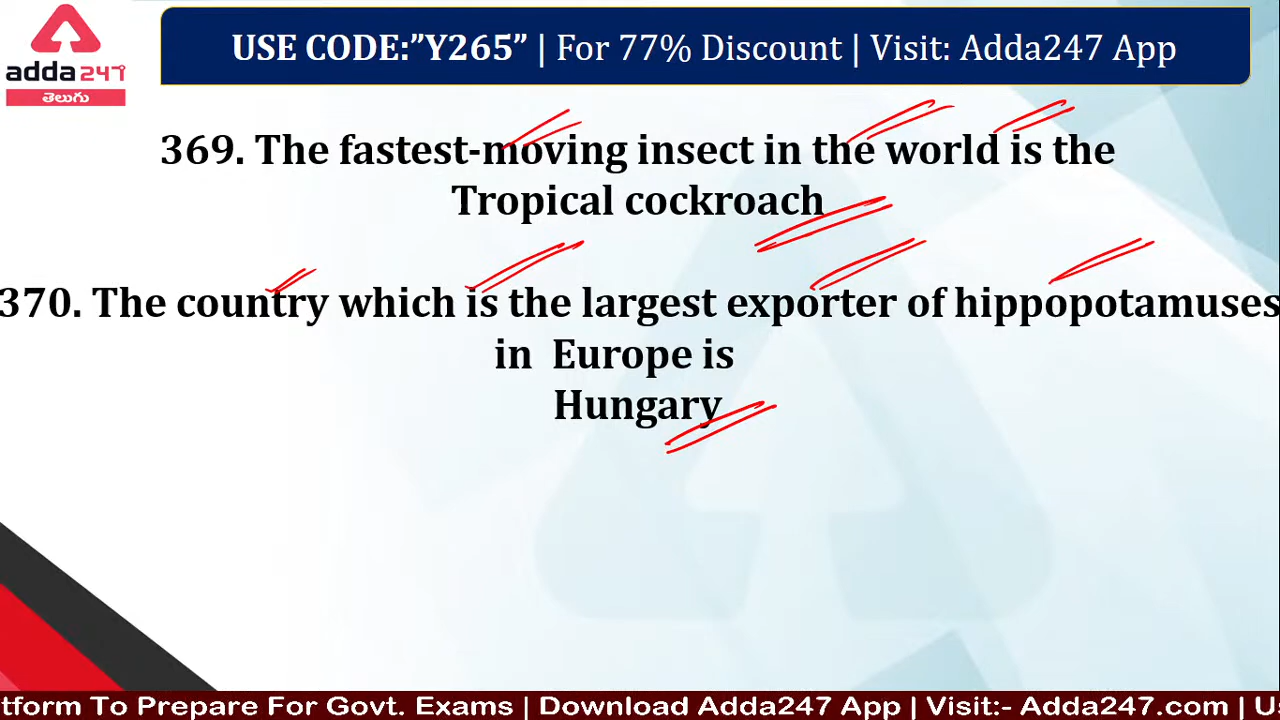 adda247
తెలుగు
USE CODE:”Y265” | For 77% Discount | Visit: Adda247 App
369. The fastest-moving insect in the world is the
Tropical cockroach
370. The country which is the largest exporter of hippopotamuses
in Europe is
Hungary
tform To Prepare For Govt. Exams | Download Adda247 App | Visit:- Adda247.com | Us